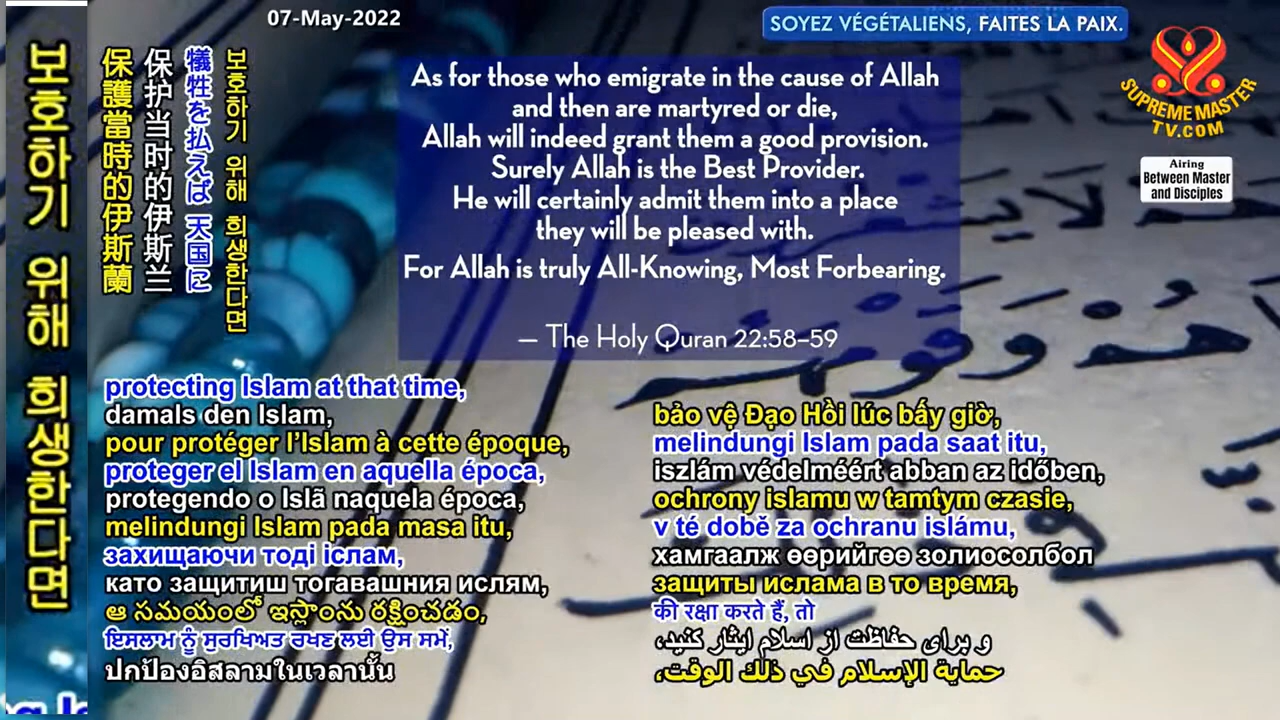 07-May-2022
SOYEZ VÉGÉTALIENS, FAITES LA PAIX.
SUPREME MASTER
TV.COM
Airing
Between Master
and Disciples
As for those who emigrate in the cause of Allah
and then are martyred or die,
Allah will indeed grant them a good provision.
Surely Allah is the Best Provider.
He will certainly admit them into a place
they will be pleased with.
For Allah is truly All-Knowing, Most Forbearing.
— The Holy Quran 22:58–59
보호하기 위해 희생한다면
保護當時的伊斯蘭
保护当时的伊斯兰
犠牲を払えば 天国に
보호하기 위해 희생한다면
protecting Islam at that time,
damals den Islam,
pour protéger l’Islam à cette époque,
proteger el Islam en aquella época,
protegendo o Islã naquela época,
melindungi Islam pada masa itu,
захищаючи тоді іслам,
като защитиш тогавашния ислям,
ఆ సమయంలో ఇస్లాంను రక్షించడం,
ਇਸਲਾਮ ਨੂੰ ਸੁਰਖਿਅਤ ਰਖਣ ਲਈ ਉਸ ਸਮੇਂ,
ปกป้องอิสลามในเวลานั้น
bảo vệ Đạo Hồi lúc bấy giờ,
melindungi Islam pada saat itu,
iszlám védelméért abban az időben,
ochrony islamu w tamtym czasie,
v té době za ochranu islámu,
хамгаалж өөрийгөө золиосолбол
защиты ислама в то время,
की रक्षा करते हैं, तो
و برای حفاظت از اسلام ایثار کنید،
حماية الإسلام في ذلك الوقت،